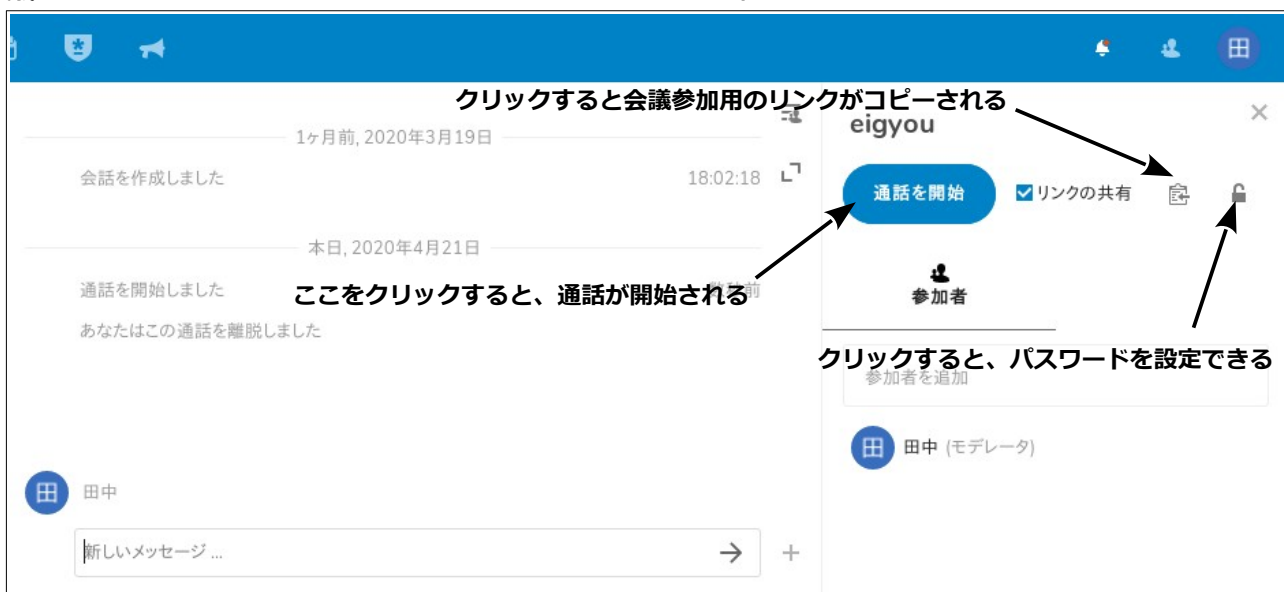 田
クリックすると会議参加用のリンクがコピーされる
eigyou
1ヶ月前, 2020年3月19日
会話を作成しました 18:02:18
通話を開始 リンクの共有
本日, 2020年4月21日
通話を開始しました 前
ここをクリックすると、通話が開始される
参加者
あなたはこの通話を離脱しました
クリックすると、パスワードを設定できる
参加者を追加
田 田中 (モデレータ)
田 田中
新しいメッセージ ...